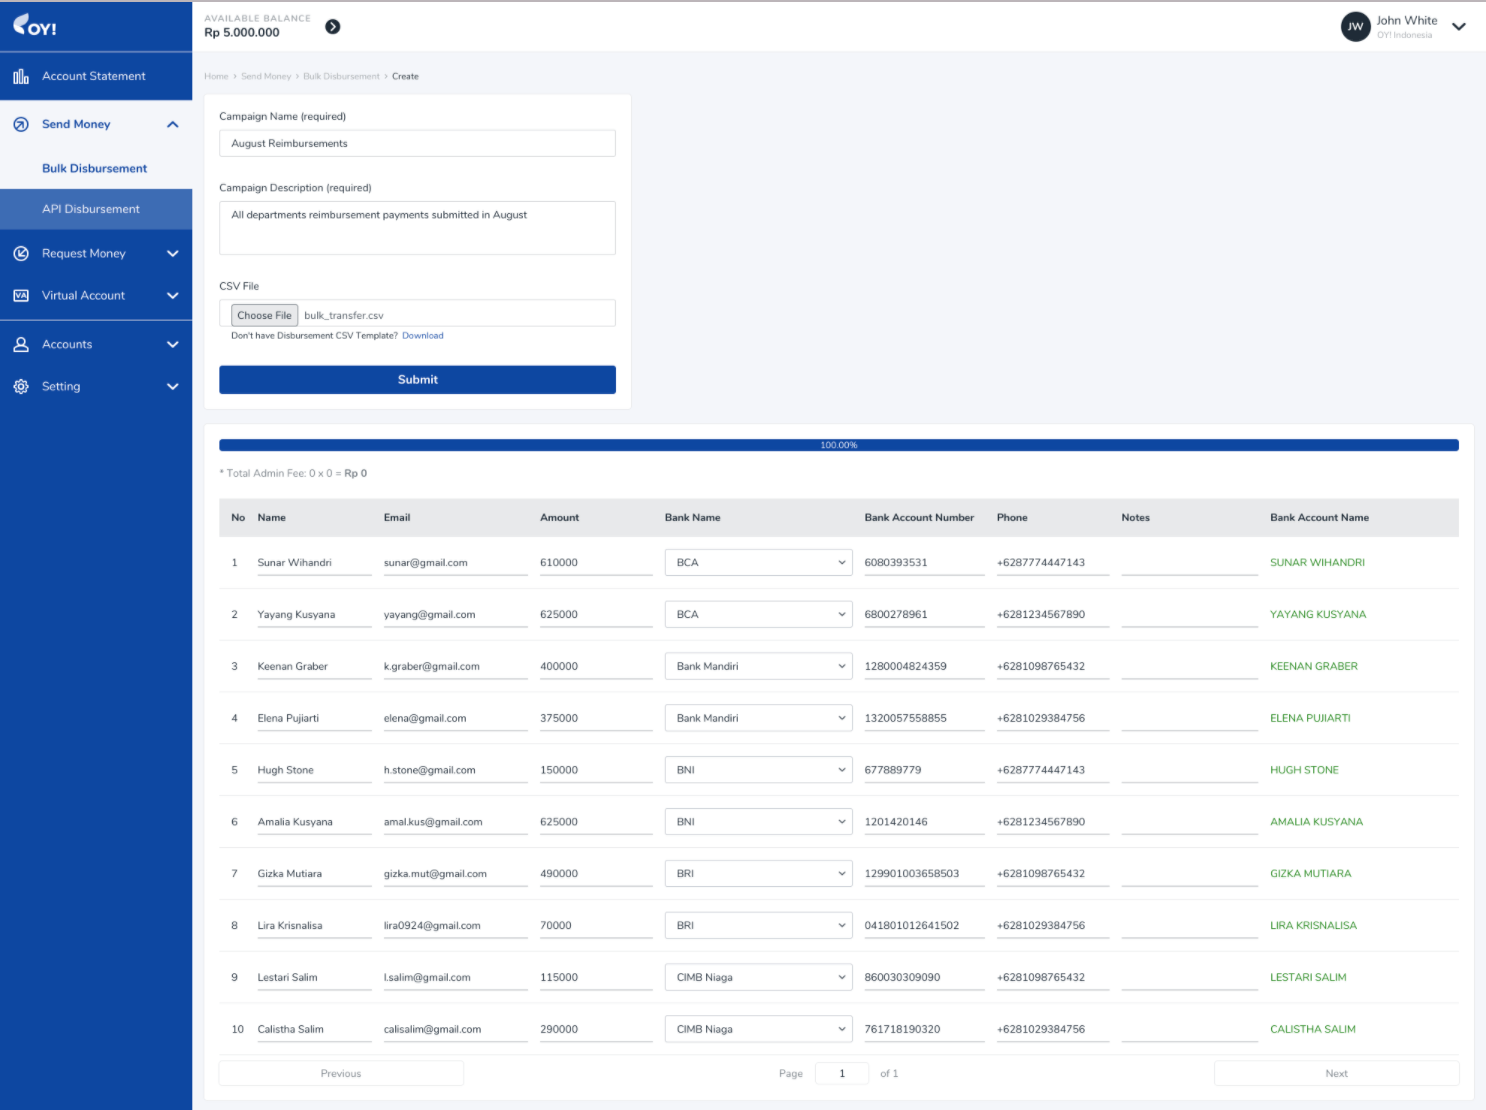 OY!
AVAILABLE BALANCE
Rp 5.000.000
JW
John White
OY! Indonesia
Account Statement
Send Money
Bulk Disbursement
API Disbursement
Request Money
VA Virtual Account
Accounts
Setting
Home > Send Money > Bulk Disbursement > Create
Campaign Name (required)
August Reimbursements
Campaign Description (required)
All departments reimbursement payments submitted in August
CSV File
Choose File bulk_transfer.csv
Don't have Disbursement CSV Template? Download
Submit
100.00%
* Total Admin Fee: 0 x 0 = Rp 0
No Name Email Amount Bank Name Bank Account Number Phone Notes Bank Account Name
1 Sunar Wihandri sunar@gmail.com 610000 BCA 6080393531 +6287774447143 SUNAR WIHANDRI
2 Yayang Kusyana yayang@gmail.com 625000 BCA 6800278961 +6281234567890 YAYANG KUSYANA
3 Keenan Graber k.graber@gmail.com 400000 Bank Mandiri 1280004824359 +6281098765432 KEENAN GRABER
4 Elena Pujiarti elena@gmail.com 375000 Bank Mandiri 1320057558855 +6281029384756 ELENA PUJIARTI
5 Hugh Stone h.stone@gmail.com 150000 BNI 677889779 +6287774447143 HUGH STONE
6 Amalia Kusyana amal.kus@gmail.com 625000 BNI 1201420146 +6281234567890 AMALIA KUSYANA
7 Gizka Mutiara gizka.mut@gmail.com 490000 BRI 129901003658503 +6281098765432 GIZKA MUTIARA
8 Lira Krisnalisa lira0924@gmail.com 70000 BRI 041801012641502 +6281029384756 LIRA KRISNALISA
9 Lestari Salim l.salim@gmail.com 115000 CIMB Niaga 860030309090 +6281098765432 LESTARI SALIM
10 Calistha Salim calisalim@gmail.com 290000 CIMB Niaga 761718190320 +6281029384756 CALISTHA SALIM
Previous Page 1 of 1 Next